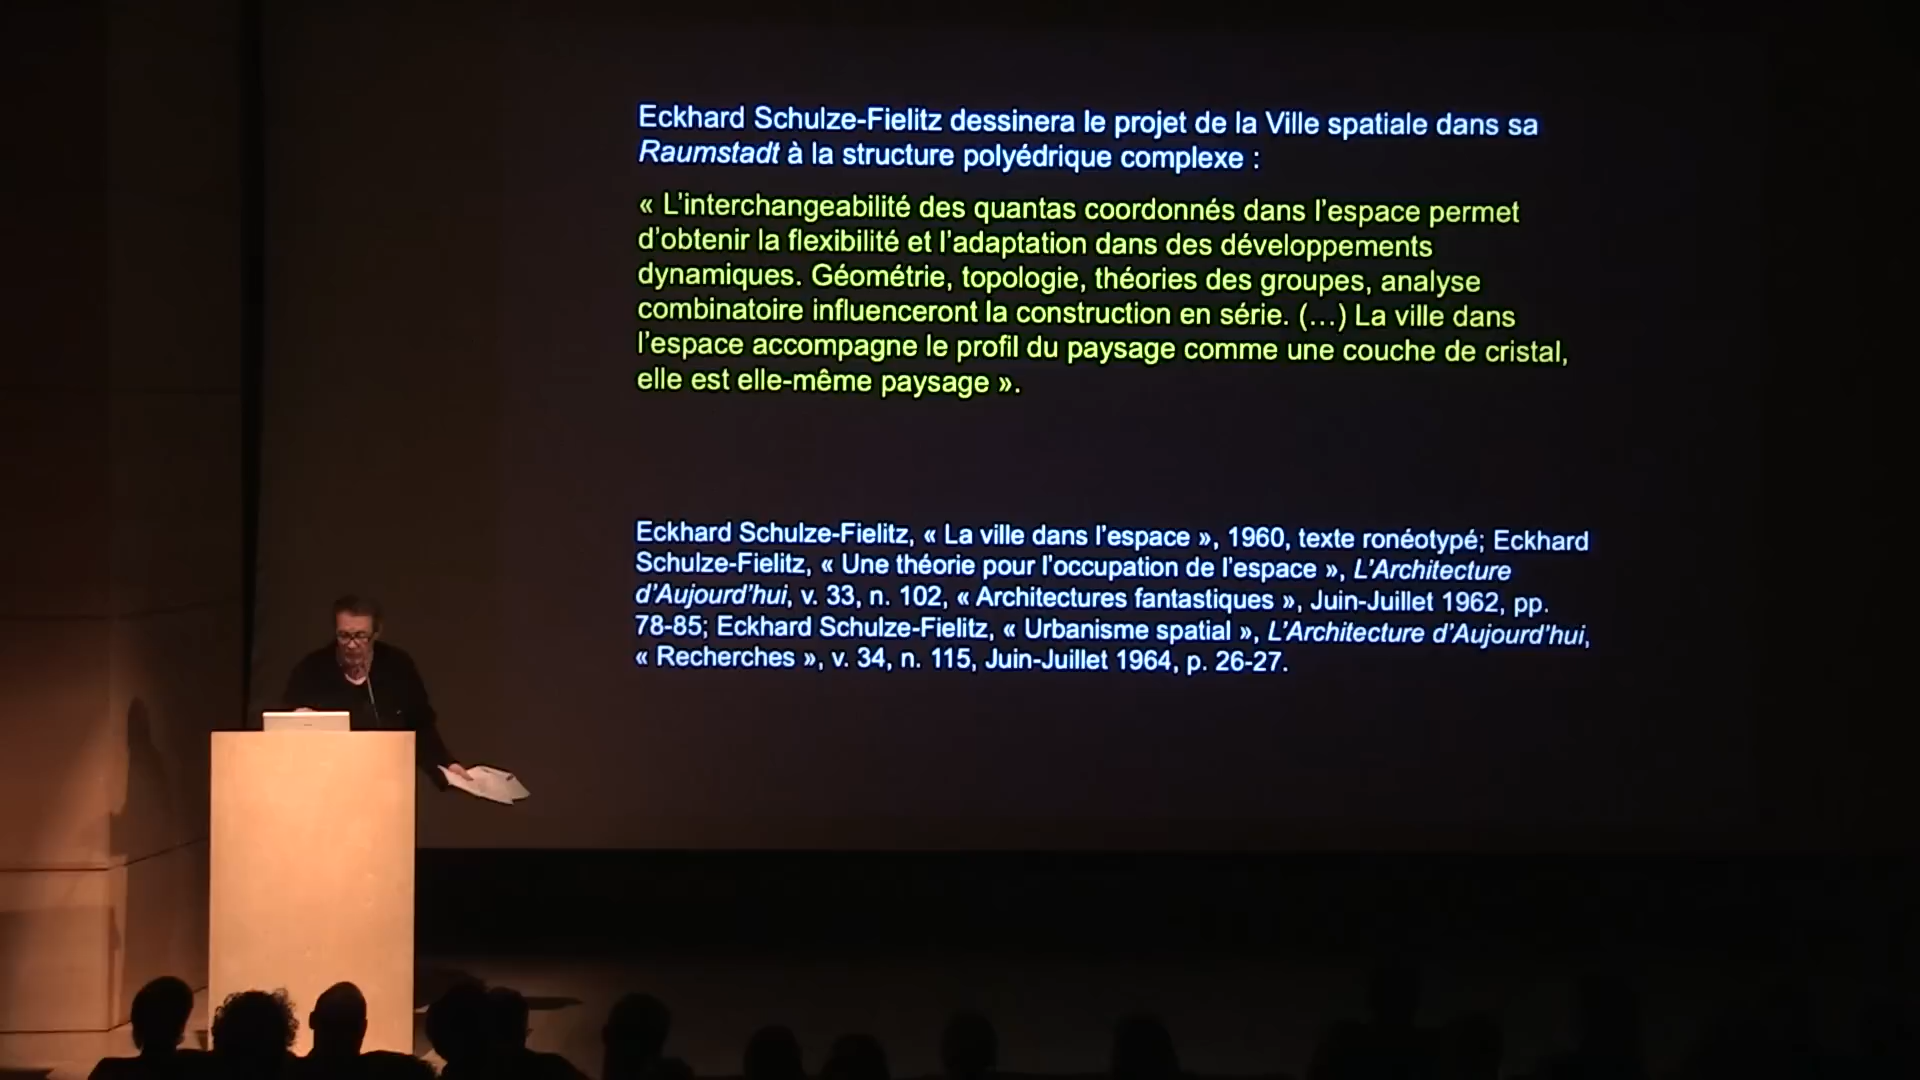 Eckhard Schulze-Fielitz dessinera le projet de la Ville spatiale dans sa
Raumstadt à la structure polyédrique complexe :
« L’interchangeabilité des quantas coordonnés dans l’espace permet
d’obtenir la flexibilité et l’adaptation dans des développements
dynamiques. Géométrie, topologie, théories des groupes, analyse
combinatoire influenceront la construction en série. (…) La ville dans
l’espace accompagne le profil du paysage comme une couche de cristal,
elle est elle-même paysage ».
Eckhard Schulze-Fielitz, « La ville dans l’espace », 1960, texte ronéotypé; Eckhard
Schulze-Fielitz, « Une théorie pour l’occupation de l’espace », L’Architecture
d’Aujourd’hui, v. 33, n. 102, « Architectures fantastiques », Juin-Juillet 1962, pp.
78-85; Eckhard Schulze-Fielitz, « Urbanisme spatial », L’Architecture d’Aujourd’hui,
« Recherches », v. 34, n. 115, Juin-Juillet 1964, p. 26-27.